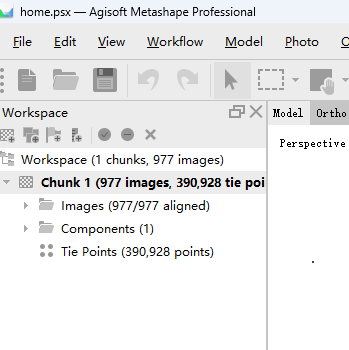 home.psx — Agisoft Metashape Professional
File Edit View Workflow Model Photo O
Workspace
Model Ortho
Workspace (1 chunks, 977 images)
Perspective
Chunk 1 (977 images, 390,928 tie poi
Images (977/977 aligned)
Components (1)
Tie Points (390,928 points)